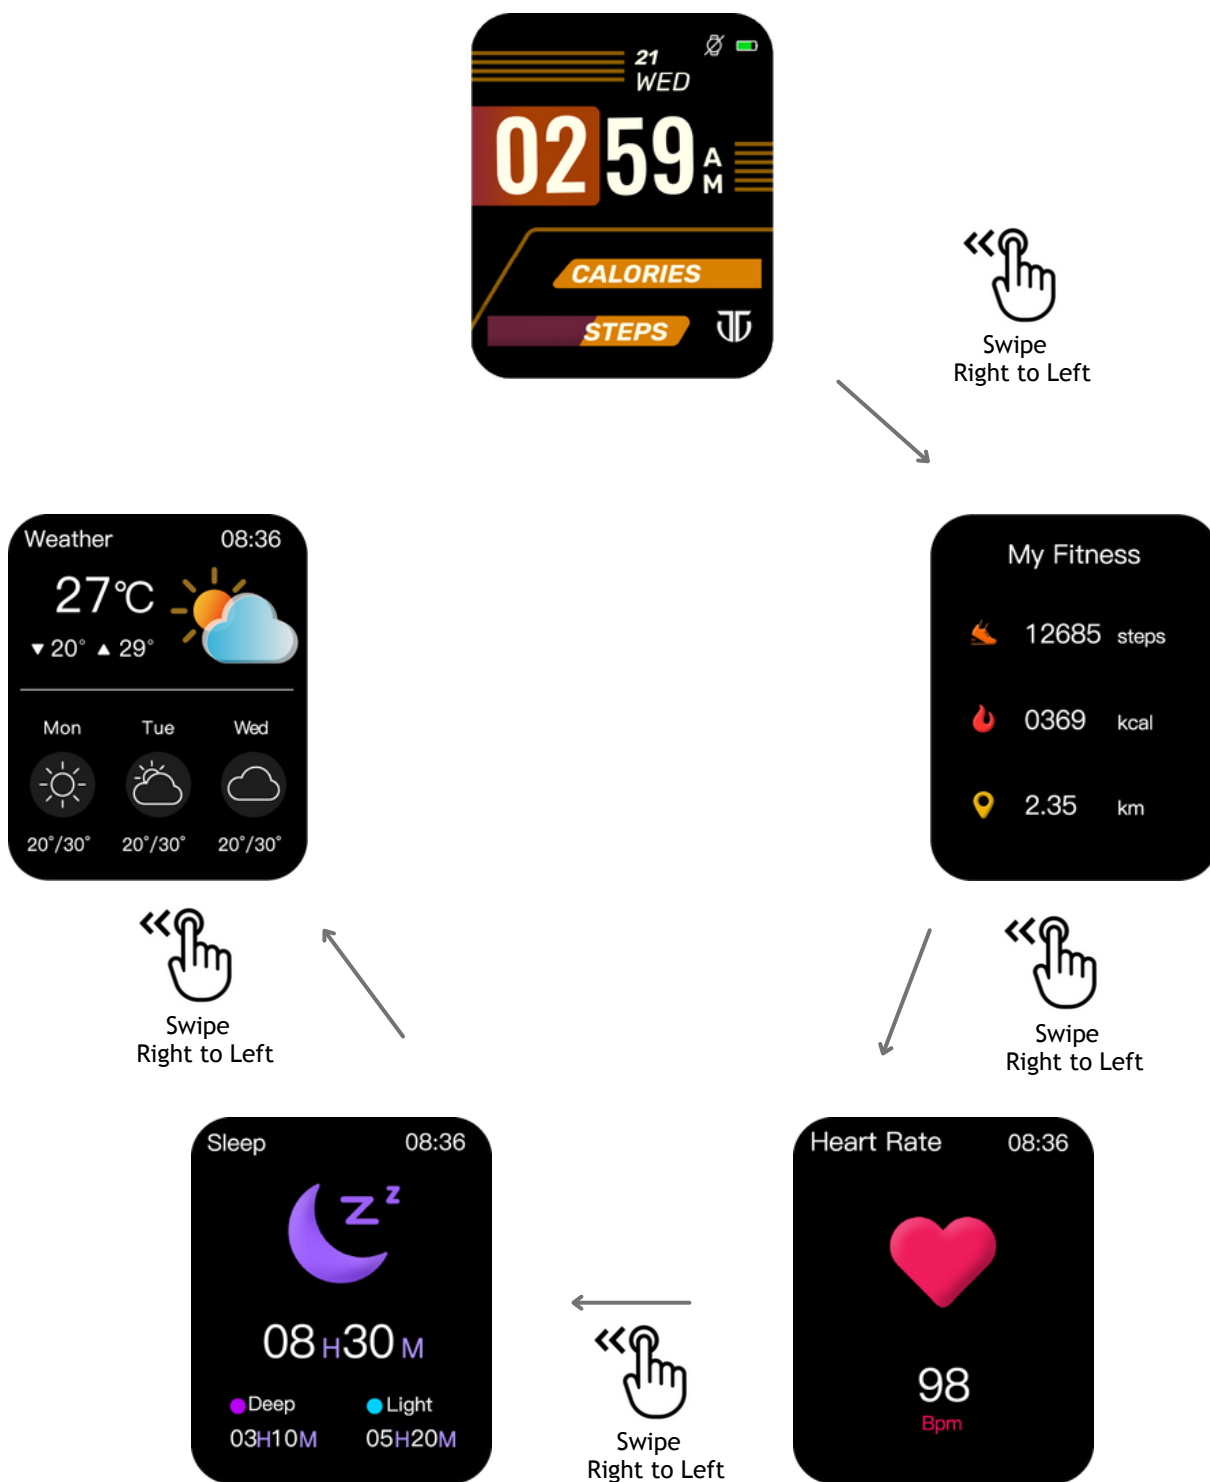 21
WED
02 59 AM
CALORIES
STEPS
Swipe
Right to Left
Weather 08:36
27°C
▼ 20° ▲ 29°
Mon Tue Wed
20°/30° 20°/30° 20°/30°
Swipe
Right to Left
My Fitness
12685 steps
0369 kcal
2.35 km
Swipe
Right to Left
Sleep 08:36
Z z
08 H 30 M
Deep Light
03H10M 05H20M
Swipe
Right to Left
Heart Rate 08:36
98
Bpm